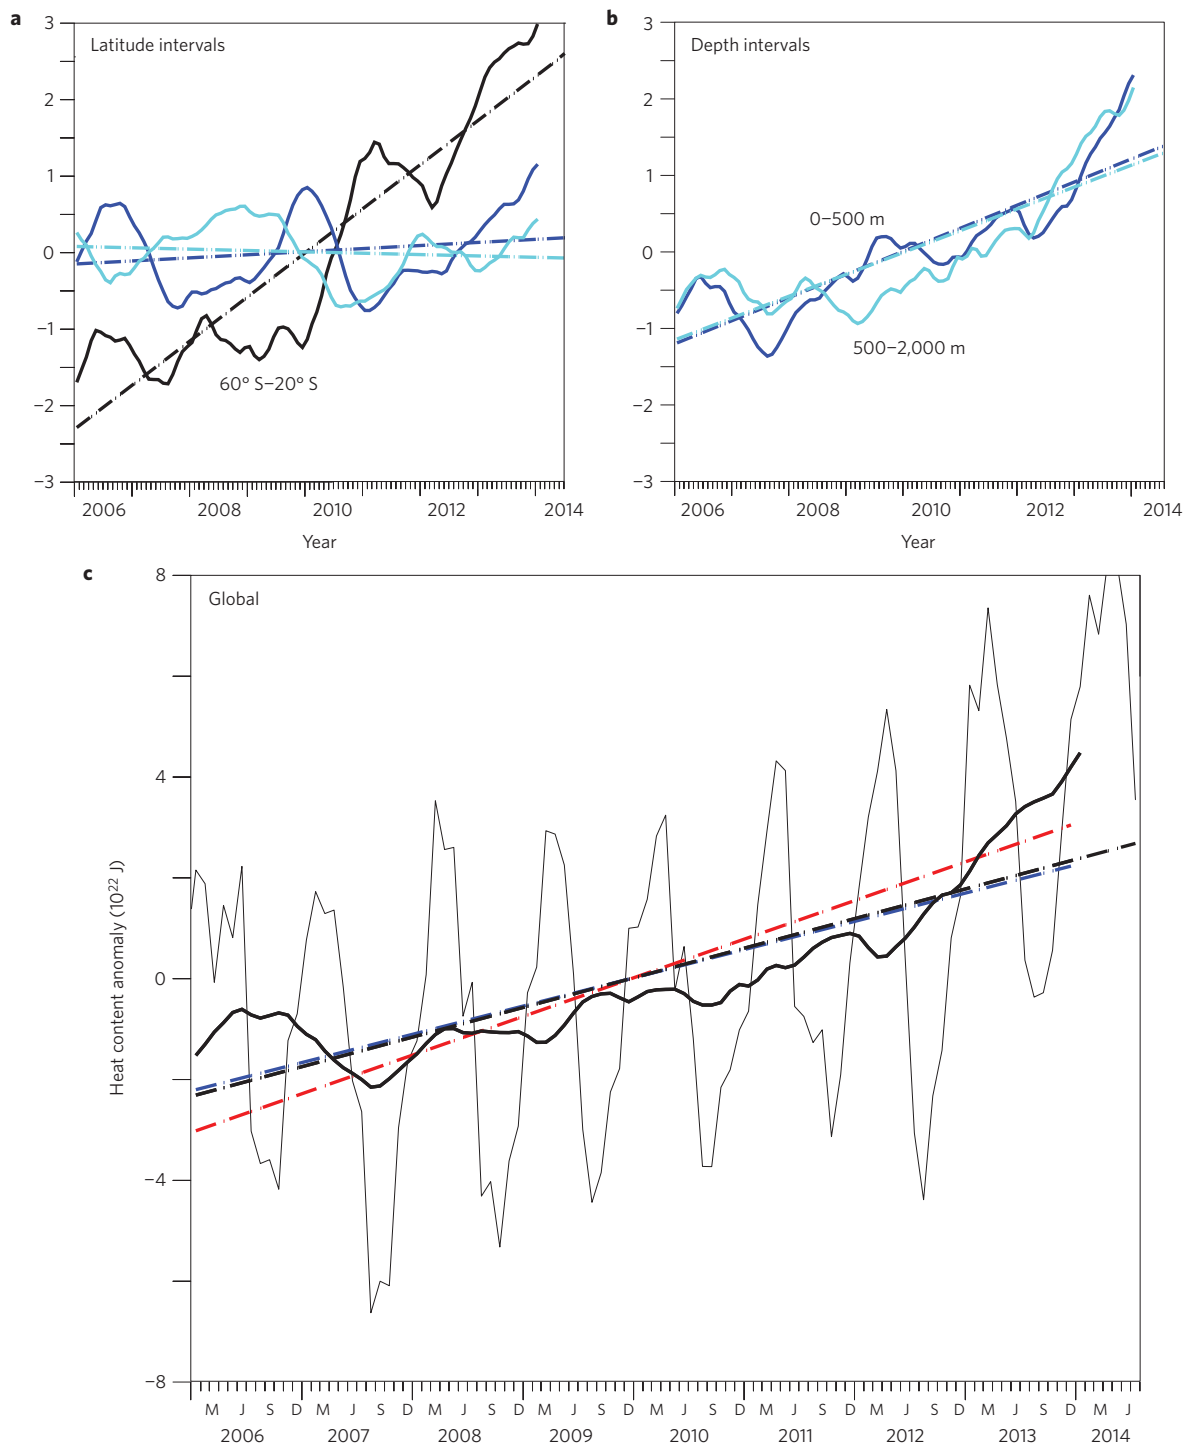 a
Latitude intervals
3
2
1
0
−1
−2
−3
60° S–20° S
2006 2008 2010 2012 2014
Year
b
Depth intervals
3
2
1
0
−1
−2
−3
0–500 m
500–2,000 m
2006 2008 2010 2012 2014
Year
c
Global
Heat content anomaly (10²² J)
8
4
0
−4
−8
M J S D M J S D M J S D M J S D M J S D M J S D M J S D M J S D M J
2006 2007 2008 2009 2010 2011 2012 2013 2014